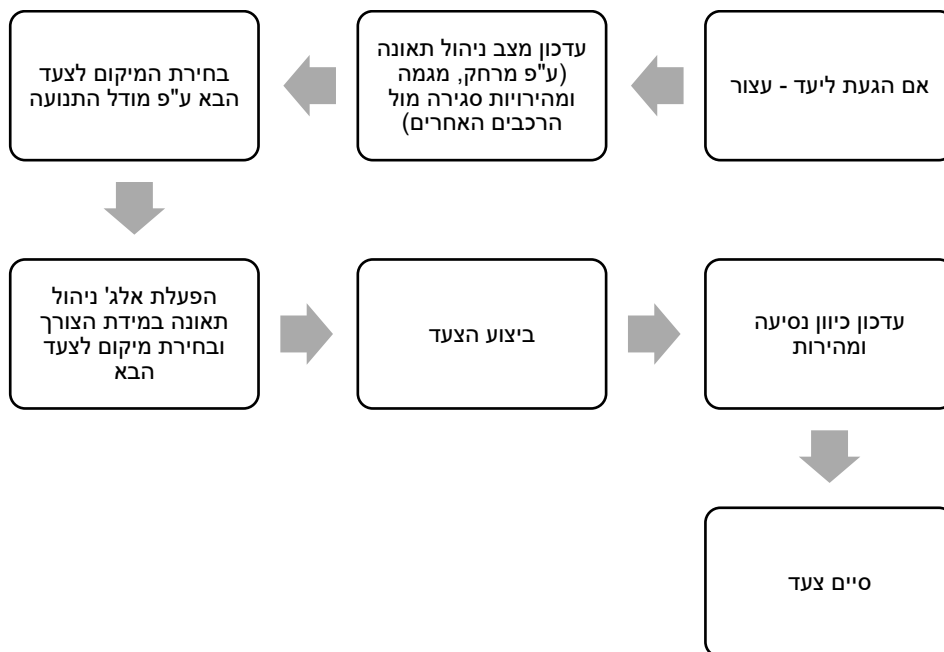 אם הגעת ליעד - עצור
עדכון מצב ניהול תאונה
(ע"פ מרחק, מגמה
ומהירויות סגירה מול
הרכבים האחרים)
בחירת המיקום לצעד
הבא ע"פ מודל התנועה
הפעלת אלג' ניהול
תאונה במידת הצורך
ובחירת מיקום לצעד
הבא
ביצוע הצעד
עדכון כיוון נסיעה
ומהירות
סיים צעד